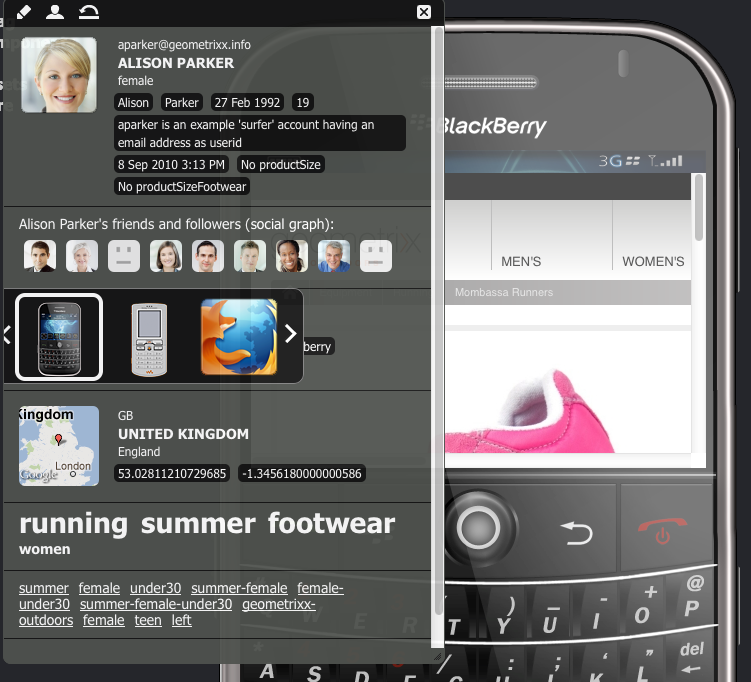 aparker@geometrixx.info
ALISON PARKER
female
Alison Parker 27 Feb 1992 19
aparker is an example 'surfer' account having an
email address as userid
8 Sep 2010 3:13 PM No productSize
No productSizeFootwear
Alison Parker's friends and followers (social graph):
berry
GB
UNITED KINGDOM
England
53.02811210729685 -1.3456180000000586
Kingdom
London
Google
running summer footwear
women
summer female under30 summer-female female-
under30 summer-female-under30 geometrixx-
outdoors female teen left
BlackBerry
3G
geometrixx
MEN'S WOMEN'S
Mombassa Runners
@
W E R T Y ) _ U - I + O P
A S D F / : ; ' " L del